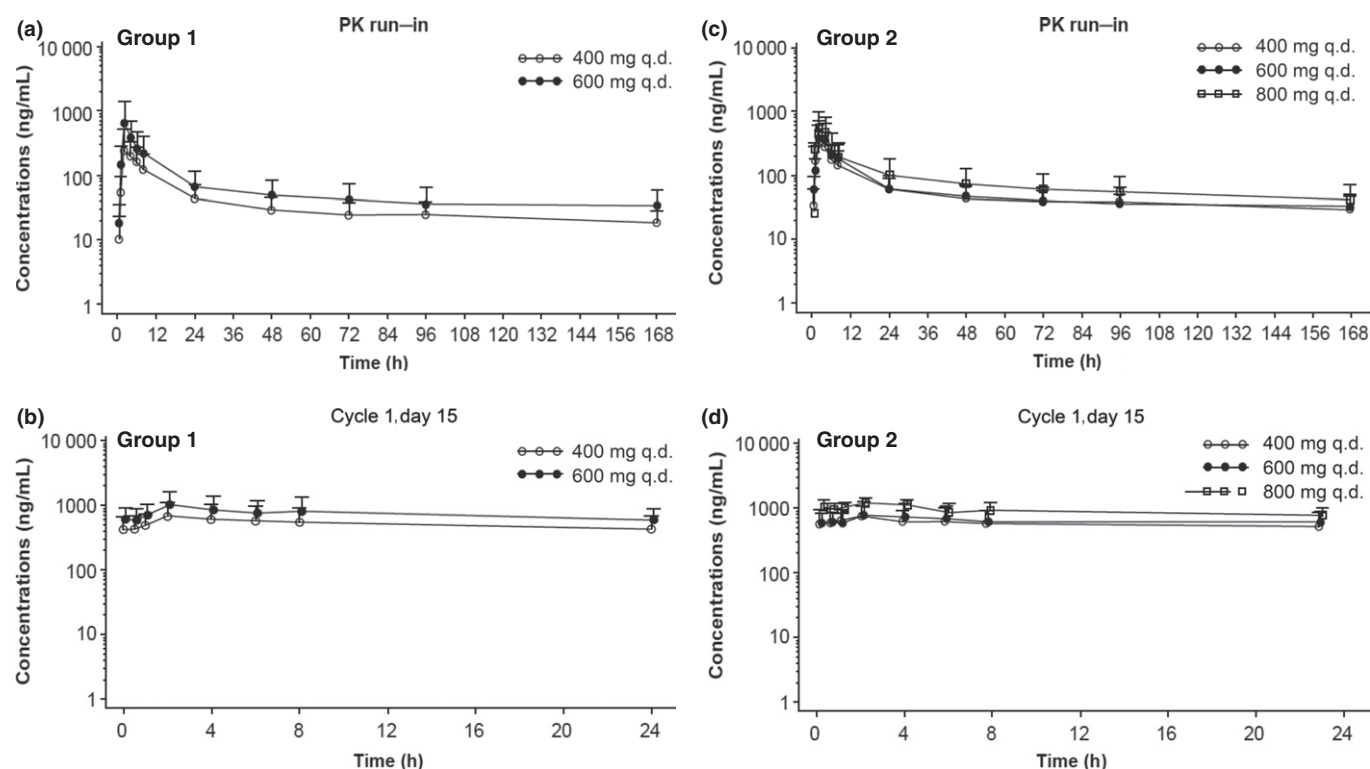 (a)
Group 1
PK run–in
400 mg q.d.
600 mg q.d.
10 000
1000
100
10
1
Concentrations (ng/mL)
0 12 24 36 48 60 72 84 96 108 120 132 144 156 168
Time (h)
(c)
Group 2
PK run–in
400 mg q.d.
600 mg q.d.
800 mg q.d.
10 000
1000
100
10
1
Concentrations (ng/mL)
0 12 24 36 48 60 72 84 96 108 120 132 144 156 168
Time (h)
(b)
Group 1
Cycle 1, day 15
400 mg q.d.
600 mg q.d.
10 000
1000
100
10
1
Concentrations (ng/mL)
0 4 8 12 16 20 24
Time (h)
(d)
Group 2
Cycle 1, day 15
400 mg q.d.
600 mg q.d.
800 mg q.d.
10 000
1000
100
10
1
Concentrations (ng/mL)
0 4 8 12 16 20 24
Time (h)